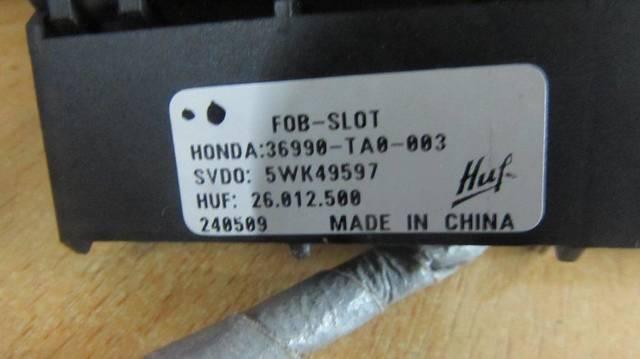 FOB-SLOT
HONDA:36990-TA0-003
SVDO: 5WK49597
Huf
HUF: 26.012.500
240509 MADE IN CHINA